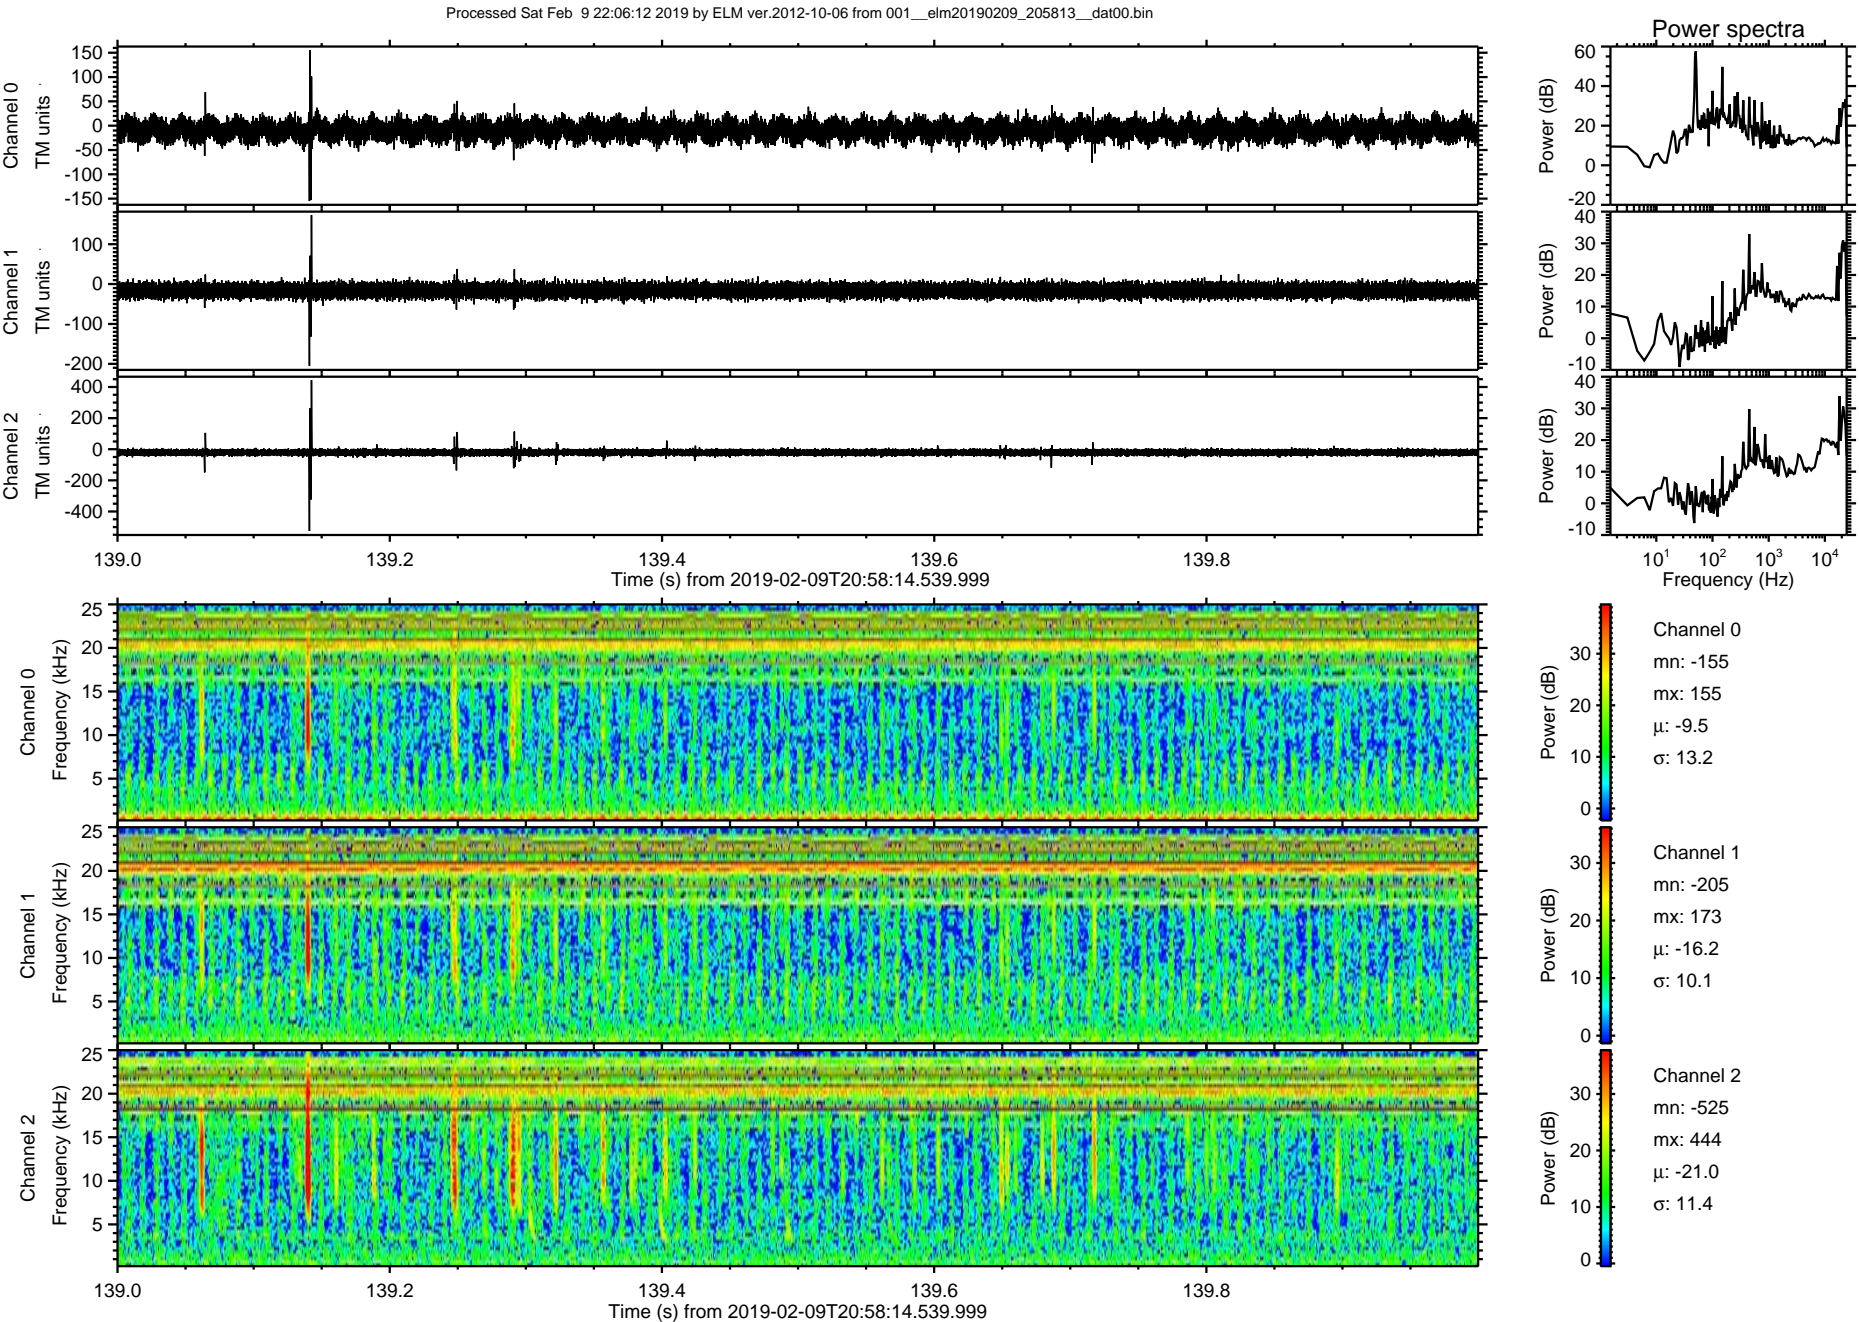 Processed Sat Feb  9 22:06:12 2019 by ELM ver.2012-10-06 from 001__elm20190209_205813__dat00.bin
Power spectra
Channel 0
TM units
150
100
50
0
-50
-100
-150
Power (dB)
60
40
20
0
-20
Channel 1
TM units
100
0
-100
-200
Power (dB)
40
30
20
10
0
-10
Channel 2
TM units
400
200
0
-200
-400
Power (dB)
40
30
20
10
0
-10
139.0 139.2 139.4 139.6 139.8
Time (s) from 2019-02-09T20:58:14.539.999
10^1 10^2 10^3 10^4
Frequency (Hz)
Channel 0
Frequency (kHz)
25
20
15
10
5
Power (dB)
30
20
10
0
Channel 0
mn: -155
mx: 155
μ: -9.5
σ: 13.2
Channel 1
Frequency (kHz)
25
20
15
10
5
Power (dB)
30
20
10
0
Channel 1
mn: -205
mx: 173
μ: -16.2
σ: 10.1
Channel 2
Frequency (kHz)
25
20
15
10
5
Power (dB)
30
20
10
0
Channel 2
mn: -525
mx: 444
μ: -21.0
σ: 11.4
139.0 139.2 139.4 139.6 139.8
Time (s) from 2019-02-09T20:58:14.539.999